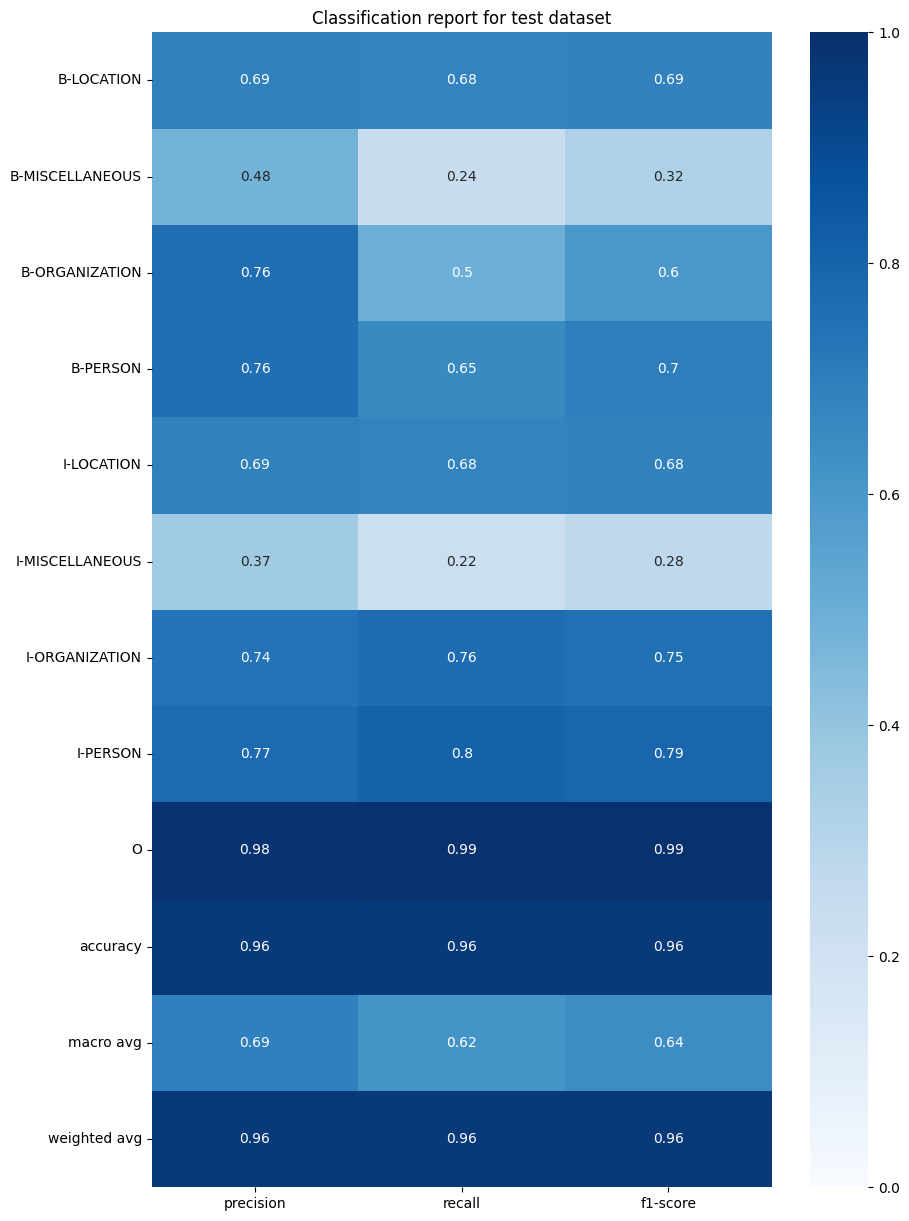 Classification report for test dataset
B-LOCATION 0.69 0.68 0.69
B-MISCELLANEOUS 0.48 0.24 0.32
B-ORGANIZATION 0.76 0.5 0.6
B-PERSON 0.76 0.65 0.7
I-LOCATION 0.69 0.68 0.68
I-MISCELLANEOUS 0.37 0.22 0.28
I-ORGANIZATION 0.74 0.76 0.75
I-PERSON 0.77 0.8 0.79
O 0.98 0.99 0.99
accuracy 0.96 0.96 0.96
macro avg 0.69 0.62 0.64
weighted avg 0.96 0.96 0.96
precision recall f1-score
1.0
0.8
0.6
0.4
0.2
0.0